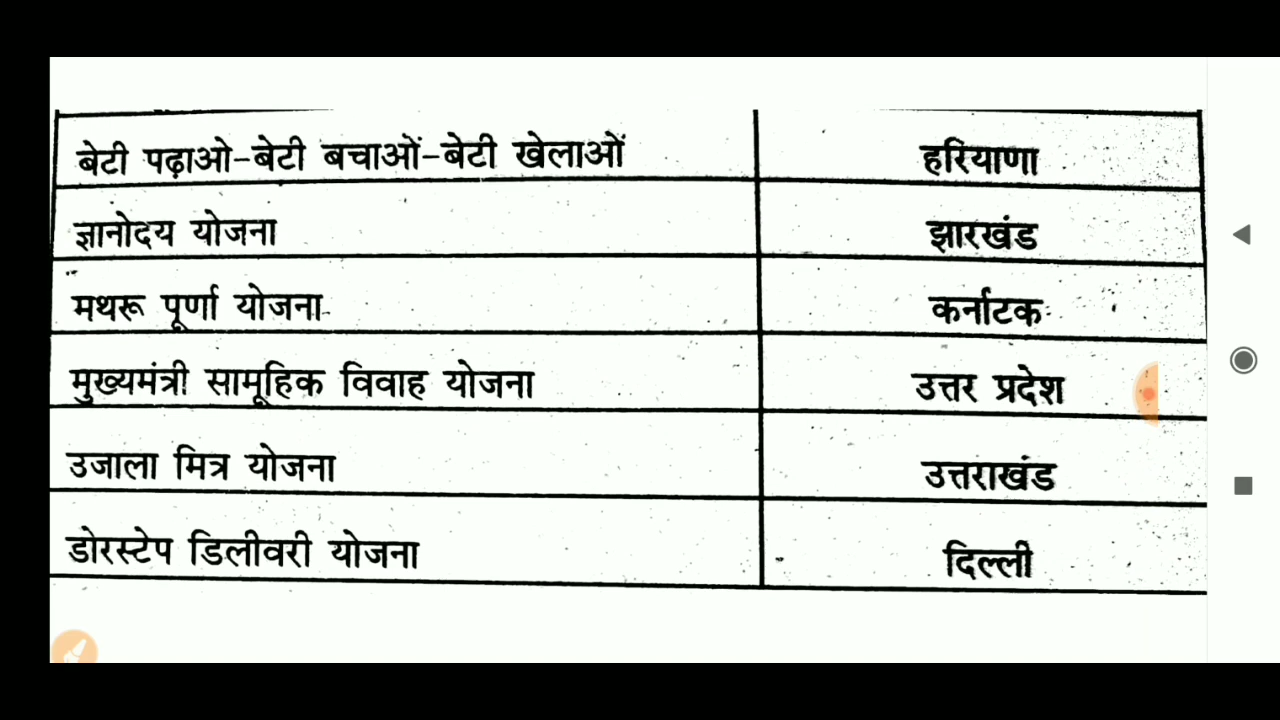 बेटी पढ़ाओ-बेटी बचाओं-बेटी खेलाओं हरियाणा
ज्ञानोदय योजना झारखंड
मथरू पूर्णा योजना कर्नाटक
मुख्यमंत्री सामूहिक विवाह योजना उत्तर प्रदेश
उजाला मित्र योजना उत्तराखंड
डोरस्टेप डिलीवरी योजना दिल्ली